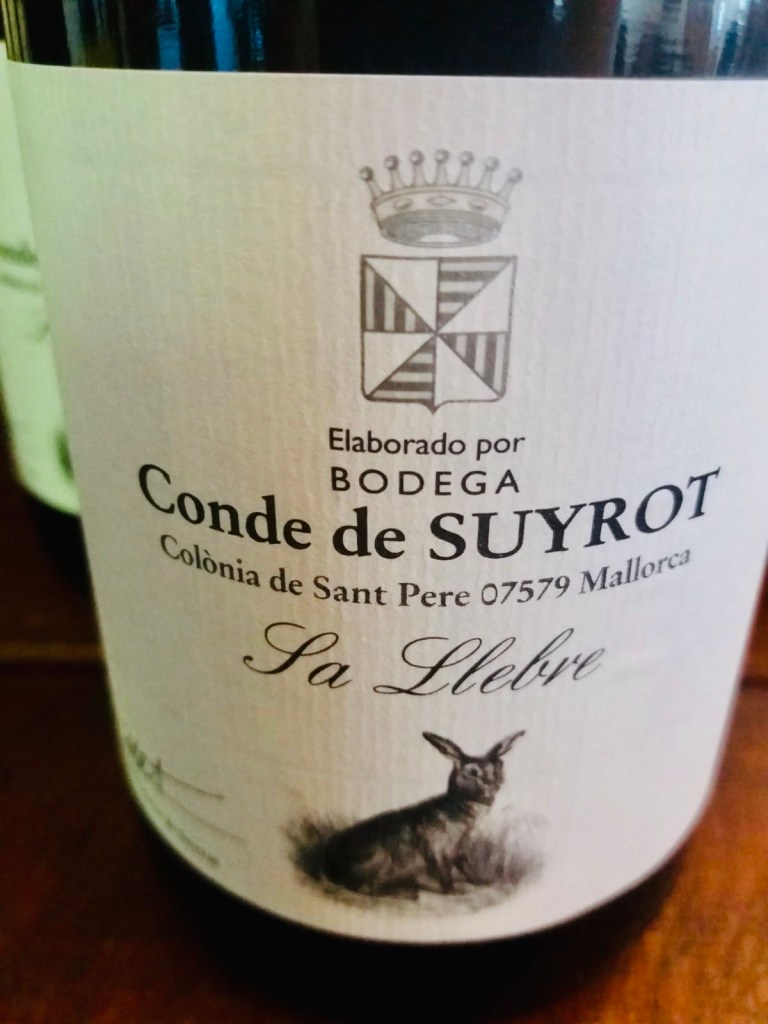 Elaborado por
BODEGA
Conde de SUYROT
Colònia de Sant Pere 07579 Mallorca
Sa Llebre